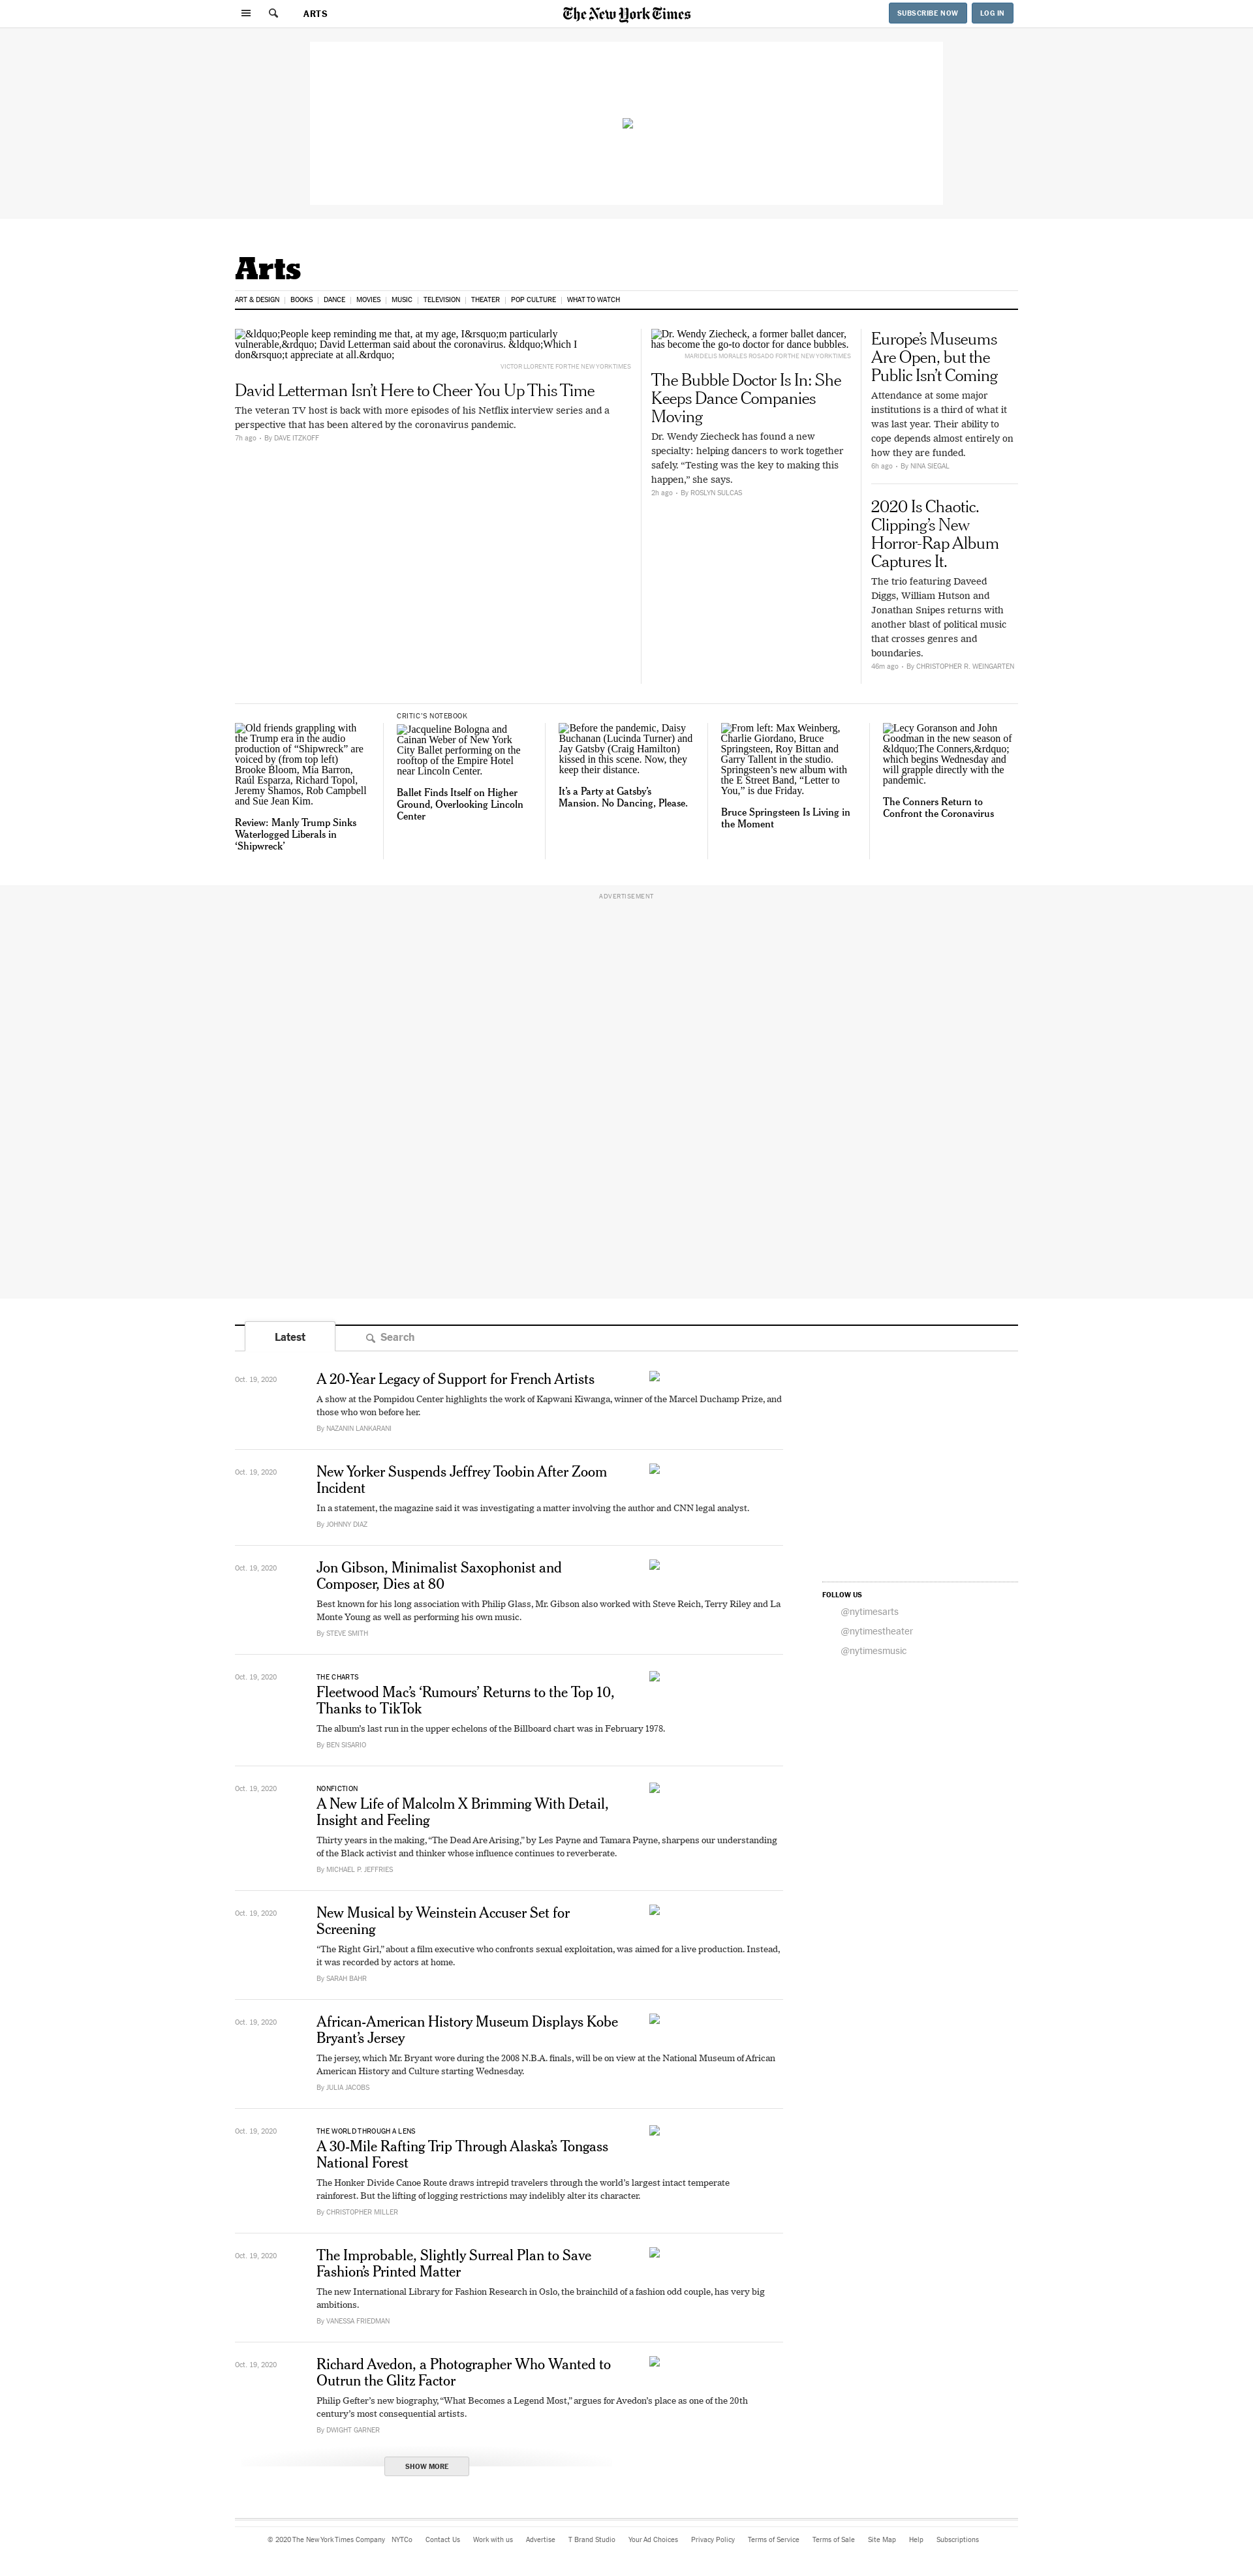 ARTS
The New York Times
SUBSCRIBE NOW
LOG IN
Arts
ART & DESIGN
BOOKS
DANCE
MOVIES
MUSIC
TELEVISION
THEATER
POP CULTURE
WHAT TO WATCH
&ldquo;People keep reminding me that, at my age, I&rsquo;m particularly
vulnerable,&rdquo; David Letterman said about the coronavirus. &ldquo;Which I
don&rsquo;t appreciate at all.&rdquo;
VICTOR LLORENTE FOR THE NEW YORK TIMES
David Letterman Isn’t Here to Cheer You Up This Time
The veteran TV host is back with more episodes of his Netflix interview series and a
perspective that has been altered by the coronavirus pandemic.
7h ago • By DAVE ITZKOFF
Dr. Wendy Ziecheck, a former ballet dancer,
has become the go-to doctor for dance bubbles.
MARIDELIS MORALES ROSADO FOR THE NEW YORK TIMES
The Bubble Doctor Is In: She
Keeps Dance Companies
Moving
Dr. Wendy Ziecheck has found a new
specialty: helping dancers to work together
safely. “Testing was the key to making this
happen,” she says.
2h ago • By ROSLYN SULCAS
Europe’s Museums
Are Open, but the
Public Isn’t Coming
Attendance at some major
institutions is a third of what it
was last year. Their ability to
cope depends almost entirely on
how they are funded.
6h ago • By NINA SIEGAL
2020 Is Chaotic.
Clipping’s New
Horror-Rap Album
Captures It.
The trio featuring Daveed
Diggs, William Hutson and
Jonathan Snipes returns with
another blast of political music
that crosses genres and
boundaries.
46m ago • By CHRISTOPHER R. WEINGARTEN
Old friends grappling with
the Trump era in the audio
production of “Shipwreck” are
voiced by (from top left)
Brooke Bloom, Mia Barron,
Raúl Esparza, Richard Topol,
Jeremy Shamos, Rob Campbell
and Sue Jean Kim.
Review: Manly Trump Sinks
Waterlogged Liberals in
‘Shipwreck’
CRITIC’S NOTEBOOK
Jacqueline Bologna and
Cainan Weber of New York
City Ballet performing on the
rooftop of the Empire Hotel
near Lincoln Center.
Ballet Finds Itself on Higher
Ground, Overlooking Lincoln
Center
Before the pandemic, Daisy
Buchanan (Lucinda Turner) and
Jay Gatsby (Craig Hamilton)
kissed in this scene. Now, they
keep their distance.
It’s a Party at Gatsby’s
Mansion. No Dancing, Please.
From left: Max Weinberg,
Charlie Giordano, Bruce
Springsteen, Roy Bittan and
Garry Tallent in the studio.
Springsteen’s new album with
the E Street Band, “Letter to
You,” is due Friday.
Bruce Springsteen Is Living in
the Moment
Lecy Goranson and John
Goodman in the new season of
&ldquo;The Conners,&rdquo;
which begins Wednesday and
will grapple directly with the
pandemic.
The Conners Return to
Confront the Coronavirus
ADVERTISEMENT
Latest
Search
Oct. 19, 2020
A 20-Year Legacy of Support for French Artists
A show at the Pompidou Center highlights the work of Kapwani Kiwanga, winner of the Marcel Duchamp Prize, and
those who won before her.
By NAZANIN LANKARANI
Oct. 19, 2020
New Yorker Suspends Jeffrey Toobin After Zoom
Incident
In a statement, the magazine said it was investigating a matter involving the author and CNN legal analyst.
By JOHNNY DIAZ
Oct. 19, 2020
Jon Gibson, Minimalist Saxophonist and
Composer, Dies at 80
Best known for his long association with Philip Glass, Mr. Gibson also worked with Steve Reich, Terry Riley and La
Monte Young as well as performing his own music.
By STEVE SMITH
FOLLOW US
@nytimesarts
@nytimestheater
@nytimesmusic
Oct. 19, 2020
THE CHARTS
Fleetwood Mac’s ‘Rumours’ Returns to the Top 10,
Thanks to TikTok
The album’s last run in the upper echelons of the Billboard chart was in February 1978.
By BEN SISARIO
Oct. 19, 2020
NONFICTION
A New Life of Malcolm X Brimming With Detail,
Insight and Feeling
Thirty years in the making, “The Dead Are Arising,” by Les Payne and Tamara Payne, sharpens our understanding
of the Black activist and thinker whose influence continues to reverberate.
By MICHAEL P. JEFFRIES
Oct. 19, 2020
New Musical by Weinstein Accuser Set for
Screening
“The Right Girl,” about a film executive who confronts sexual exploitation, was aimed for a live production. Instead,
it was recorded by actors at home.
By SARAH BAHR
Oct. 19, 2020
African-American History Museum Displays Kobe
Bryant’s Jersey
The jersey, which Mr. Bryant wore during the 2008 N.B.A. finals, will be on view at the National Museum of African
American History and Culture starting Wednesday.
By JULIA JACOBS
Oct. 19, 2020
THE WORLD THROUGH A LENS
A 30-Mile Rafting Trip Through Alaska’s Tongass
National Forest
The Honker Divide Canoe Route draws intrepid travelers through the world’s largest intact temperate
rainforest. But the lifting of logging restrictions may indelibly alter its character.
By CHRISTOPHER MILLER
Oct. 19, 2020
The Improbable, Slightly Surreal Plan to Save
Fashion’s Printed Matter
The new International Library for Fashion Research in Oslo, the brainchild of a fashion odd couple, has very big
ambitions.
By VANESSA FRIEDMAN
Oct. 19, 2020
Richard Avedon, a Photographer Who Wanted to
Outrun the Glitz Factor
Philip Gefter’s new biography, “What Becomes a Legend Most,” argues for Avedon’s place as one of the 20th
century’s most consequential artists.
By DWIGHT GARNER
SHOW MORE
© 2020 The New York Times Company
NYTCo
Contact Us
Work with us
Advertise
T Brand Studio
Your Ad Choices
Privacy Policy
Terms of Service
Terms of Sale
Site Map
Help
Subscriptions